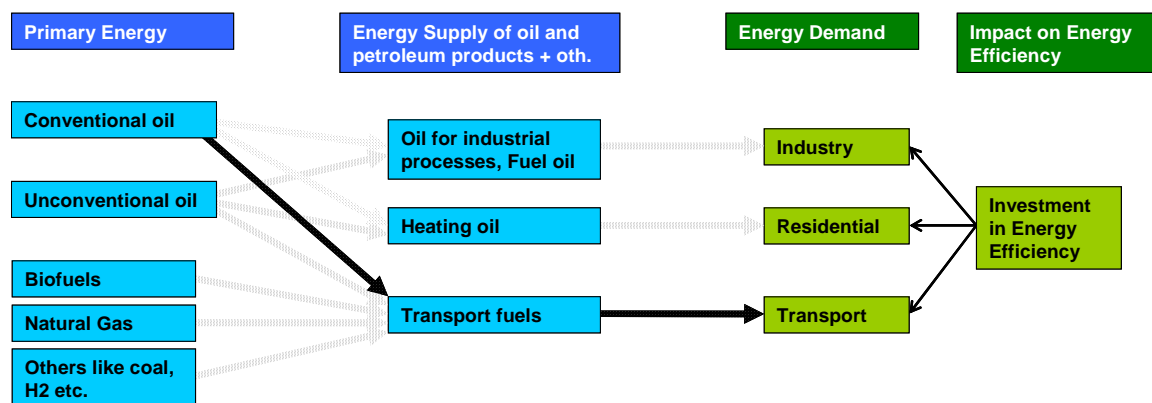 Primary Energy
Energy Supply of oil and
petroleum products + oth.
Energy Demand
Impact on Energy
Efficiency
Conventional oil
Unconventional oil
Biofuels
Natural Gas
Others like coal,
H2 etc.
Oil for industrial
processes, Fuel oil
Heating oil
Transport fuels
Industry
Residential
Transport
Investment
in Energy
Efficiency